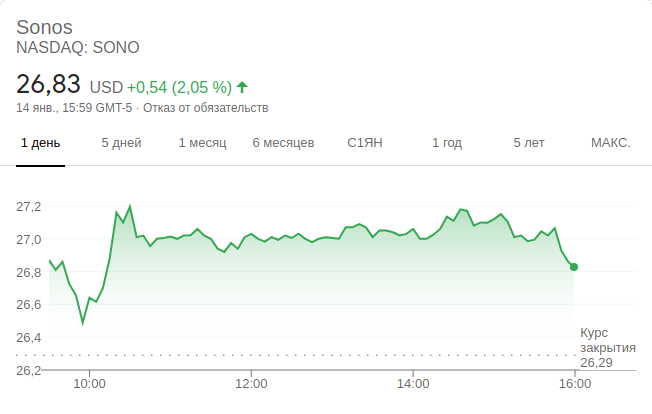 Sonos
NASDAQ: SONO
26,83 USD +0,54 (2,05 %)
14 янв., 15:59 GMT-5 · Отказ от обязательств
1 день 5 дней 1 месяц 6 месяцев С1ЯН 1 год 5 лет МАКС.
27,2
27,0
26,8
26,6
26,4
Курс
закрытия
26,29
26,2
10:00 12:00 14:00 16:00